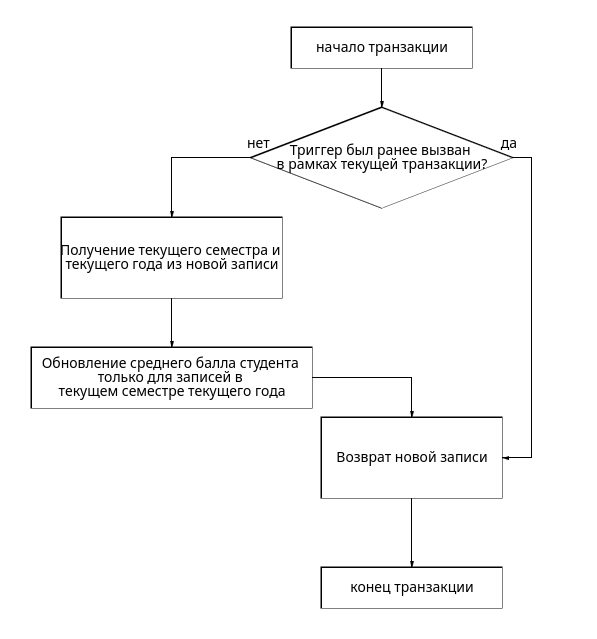 начало транзакции
нет
да
Триггер был ранее вызван
в рамках текущей транзакции?
Получение текущего семестра и
текущего года из новой записи
Обновление среднего балла студента
только для записей в
текущем семестре текущего года
Возврат новой записи
конец транзакции